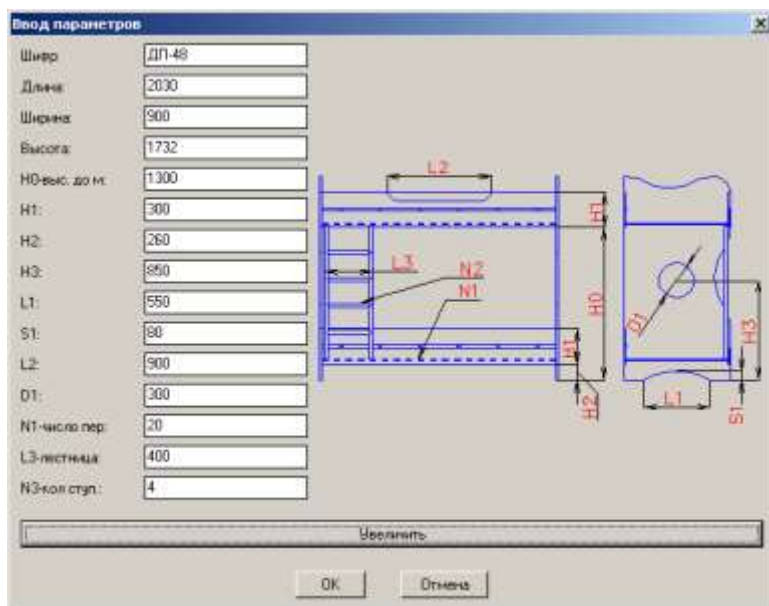 Ввод параметров
Шифр ДП-48
Длина: 2030
Ширина: 900
Высота: 1732
H0-выс. до м: 1300
H1: 300
H2: 260
H3: 850
L1: 550
S1: 80
L2: 900
D1: 300
N1-число пер: 20
L3-лестница: 400
N3-кол ступ.: 4
L2
H1
L3
N2
N1
H0
H1
H2
D1
H3
L1
S1
Увеличить
OK Отмена